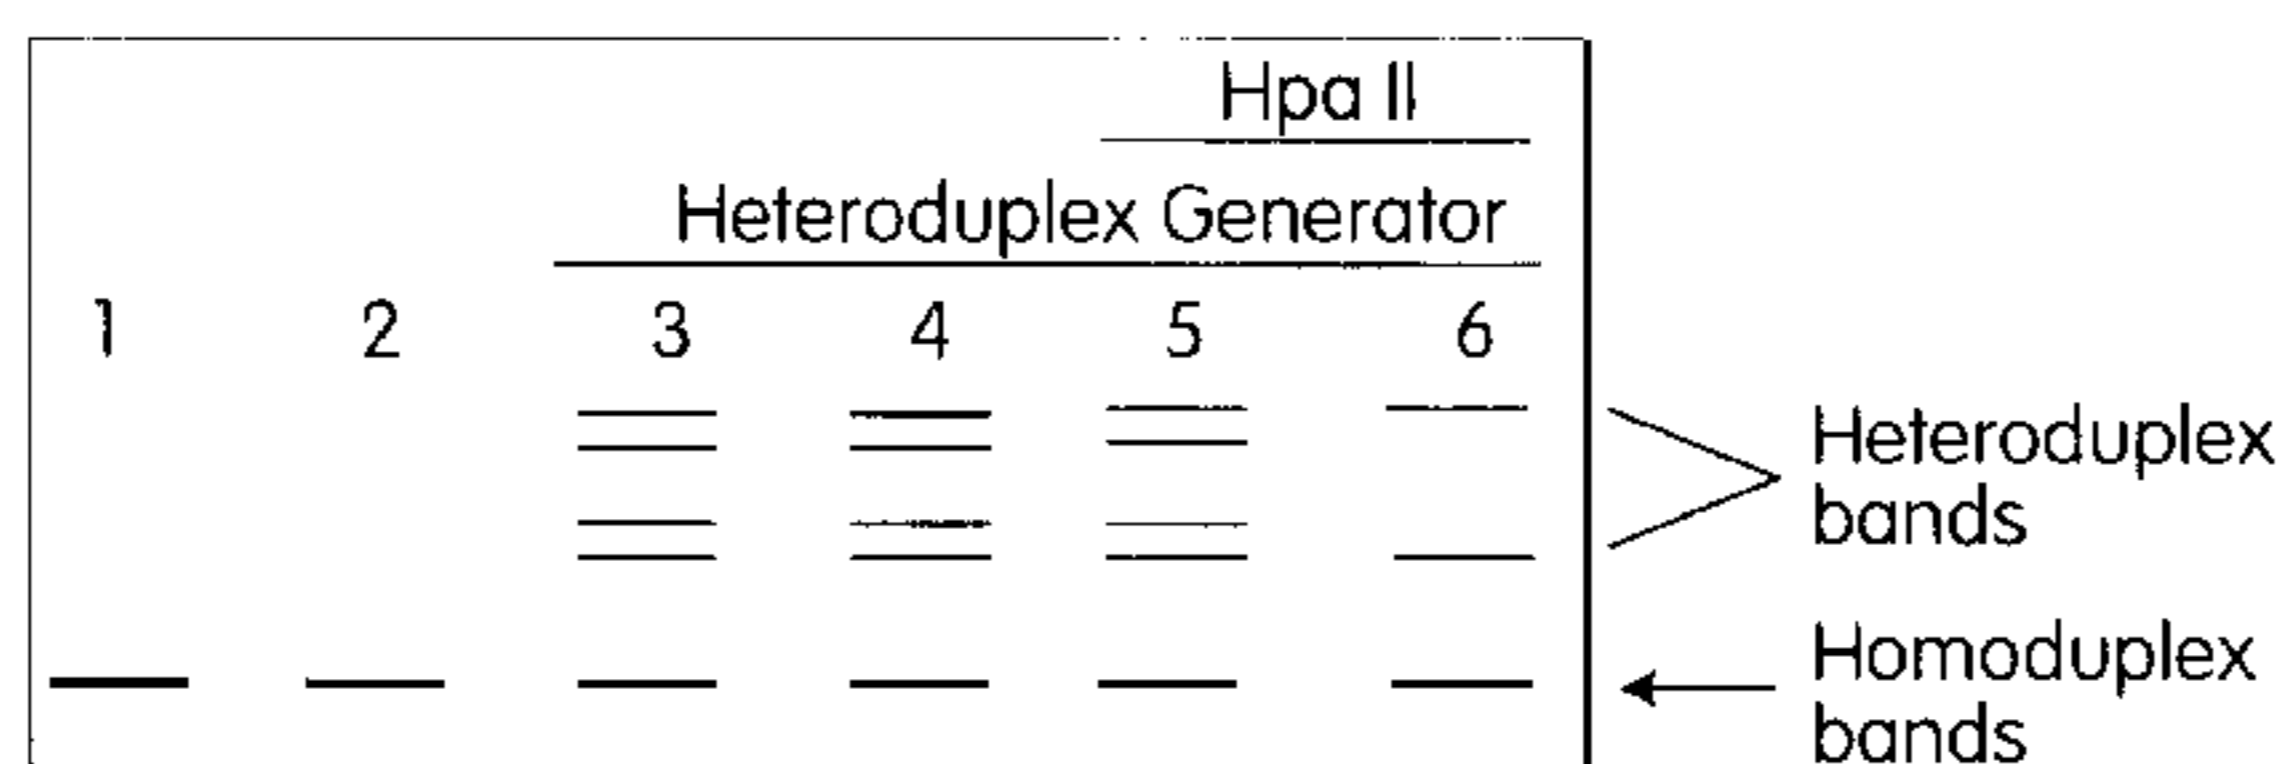 Hpa II
Heteroduplex Generator
1 2 3 4 5 6
Heteroduplex
bands
Homoduplex
bands